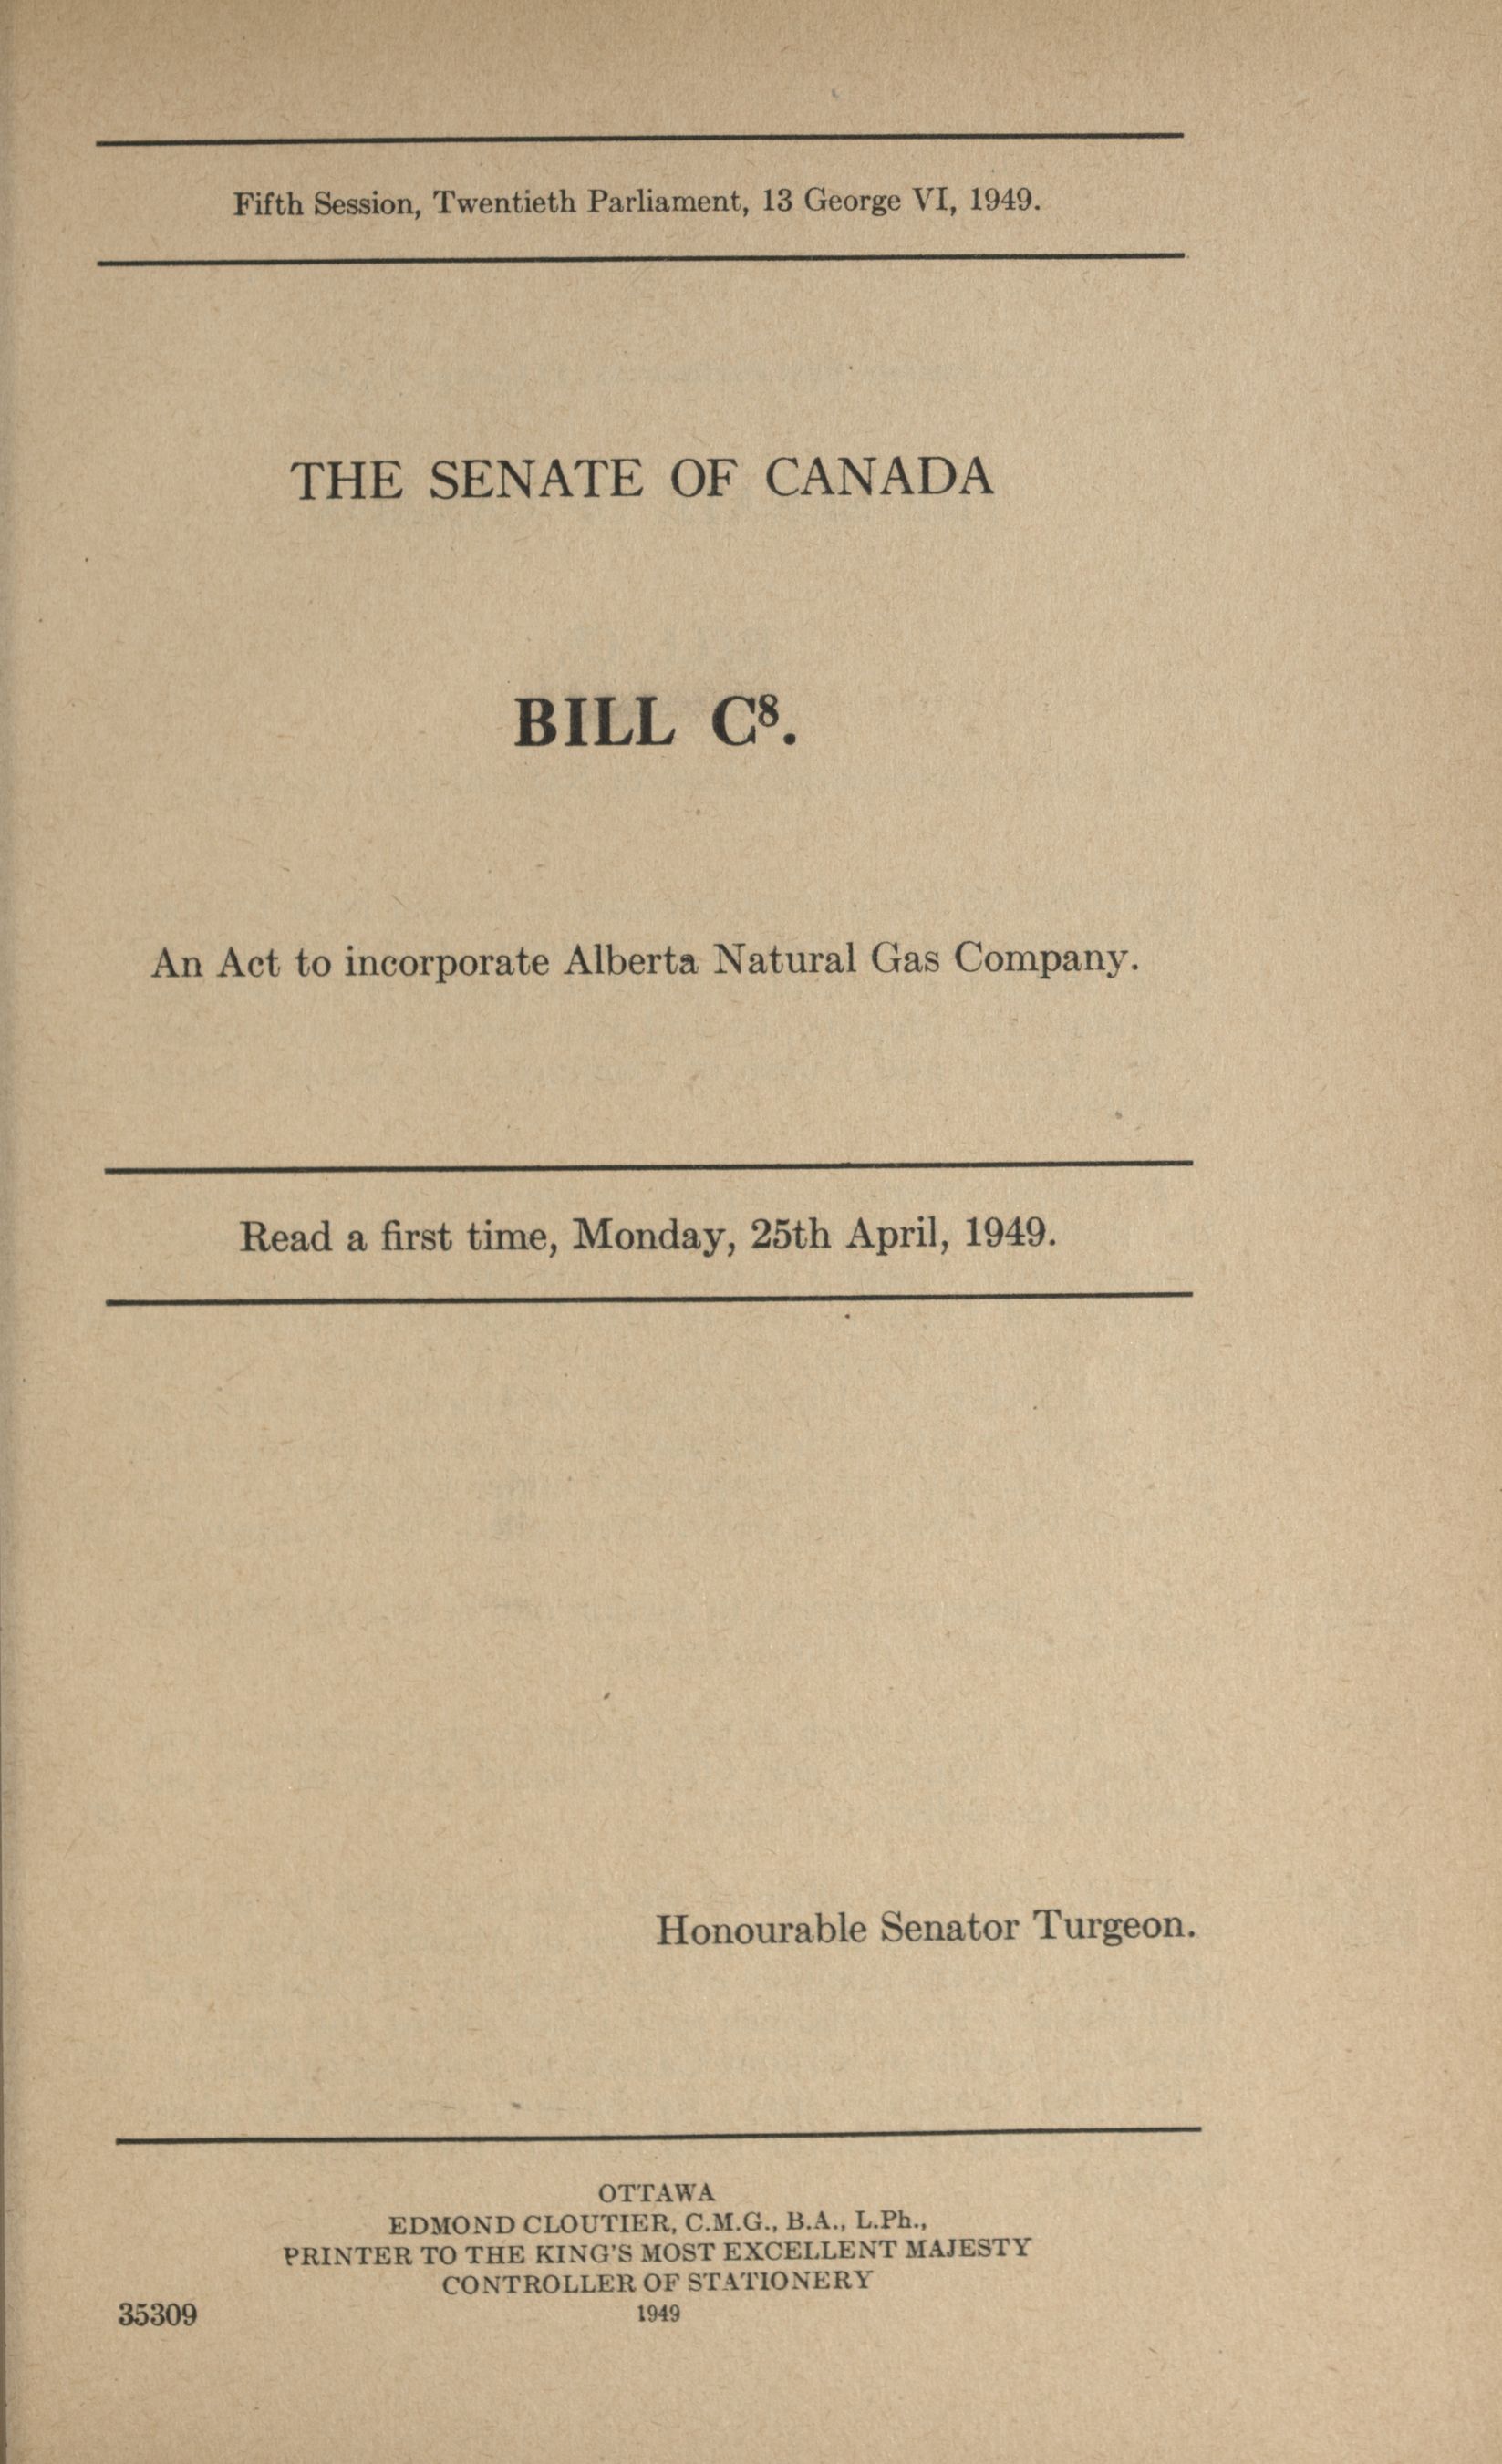 Fifth Session, Twentieth Parliament, 13 George VI, 1949.
THE SENATE OF CANADA
BILL C⁸.
An Act to incorporate Alberta Natural Gas Company.
Read a first time, Monday, 25th April, 1949.
Honourable Senator Turgeon.
OTTAWA
EDMOND CLOUTIER, C.M.G., B.A., L.Ph.,
PRINTER TO THE KING'S MOST EXCELLENT MAJESTY
CONTROLLER OF STATIONERY
35309 1949